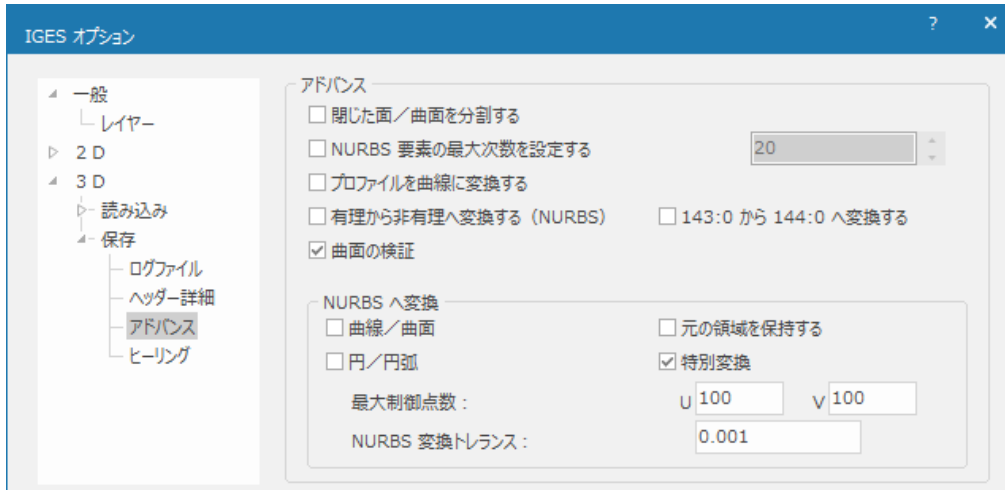 IGES オプション ? ×
一般
レイヤー
2 D
3 D
読み込み
保存
ログファイル
ヘッダー詳細
アドバンス
ヒーリング
アドバンス
閉じた面／曲面を分割する
NURBS 要素の最大次数を設定する 20
プロファイルを曲線に変換する
有理から非有理へ変換する（NURBS） 143:0 から 144:0 へ変換する
曲面の検証
NURBS へ変換
曲線／曲面 元の領域を保持する
円／円弧 特別変換
最大制御点数 : U 100 V 100
NURBS 変換トレランス : 0.001